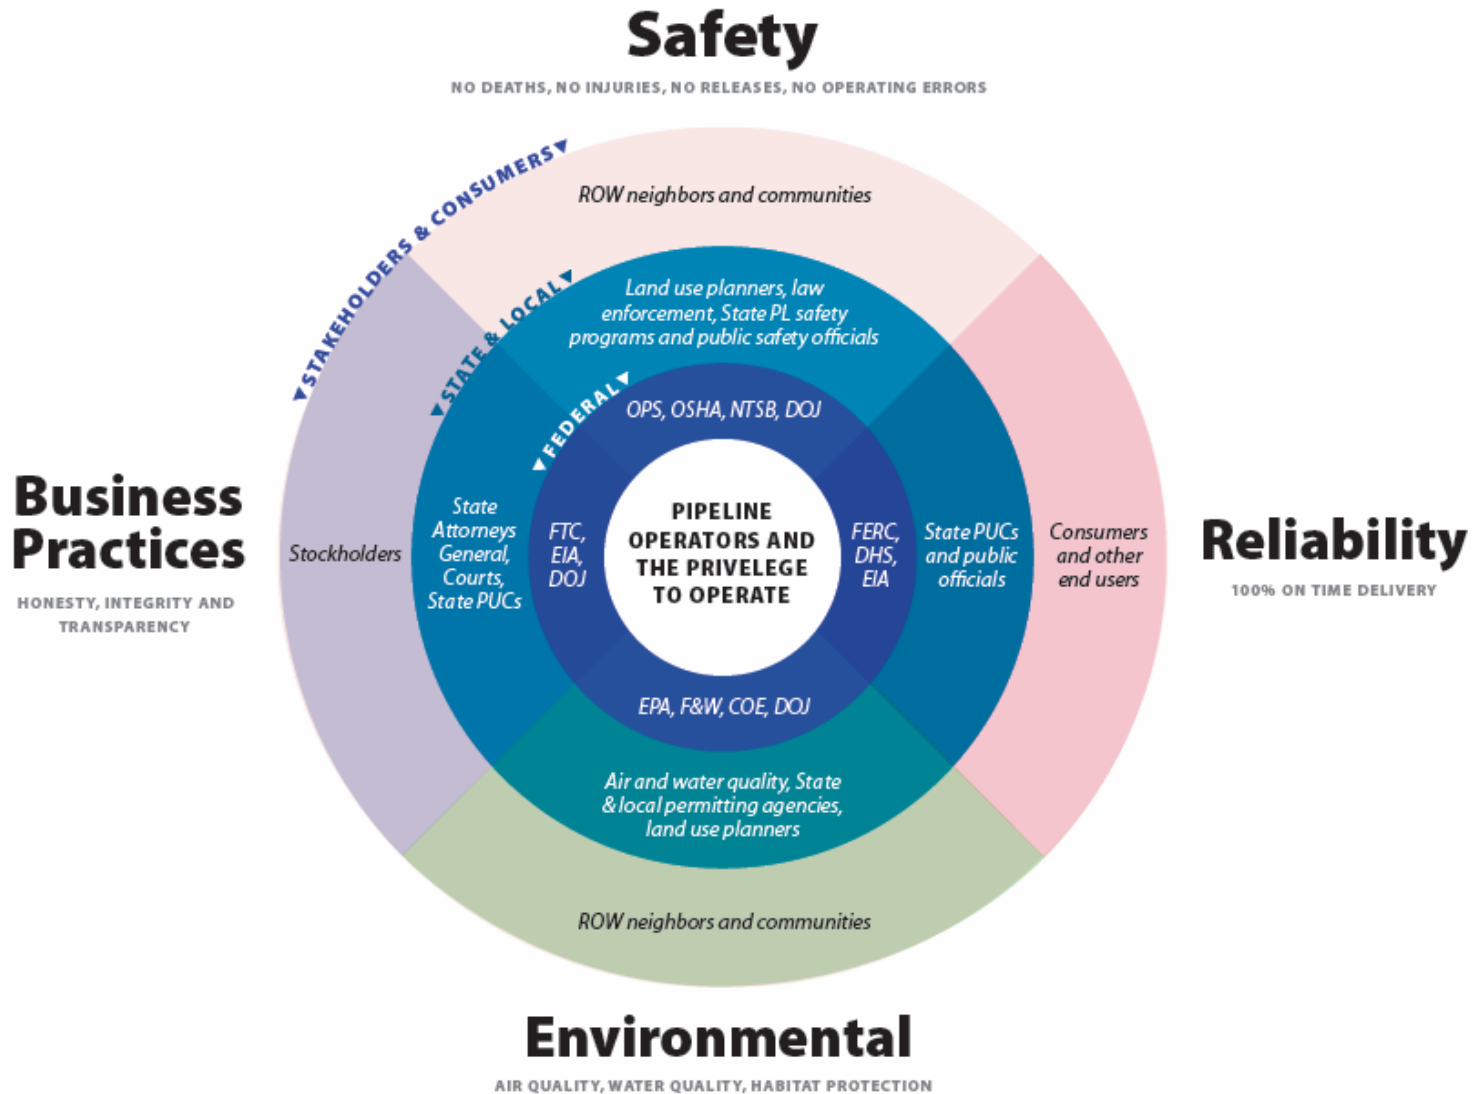 Safety
NO DEATHS, NO INJURIES, NO RELEASES, NO OPERATING ERRORS
▼STAKEHOLDERS & CONSUMERS▼
ROW neighbors and communities
▼STATE & LOCAL▼
Land use planners, law
enforcement, State PL safety
programs and public safety officials
▼FEDERAL▼
OPS, OSHA, NTSB, DOJ
Business
Practices
HONESTY, INTEGRITY AND
TRANSPARENCY
Stockholders
State
Attorneys
General,
Courts,
State PUCs
FTC,
EIA,
DOJ
PIPELINE
OPERATORS AND
THE PRIVELEGE
TO OPERATE
FERC,
DHS,
EIA
State PUCs
and public
officials
Consumers
and other
end users
Reliability
100% ON TIME DELIVERY
EPA, F&W, COE, DOJ
Air and water quality, State
& local permitting agencies,
land use planners
ROW neighbors and communities
Environmental
AIR QUALITY, WATER QUALITY, HABITAT PROTECTION